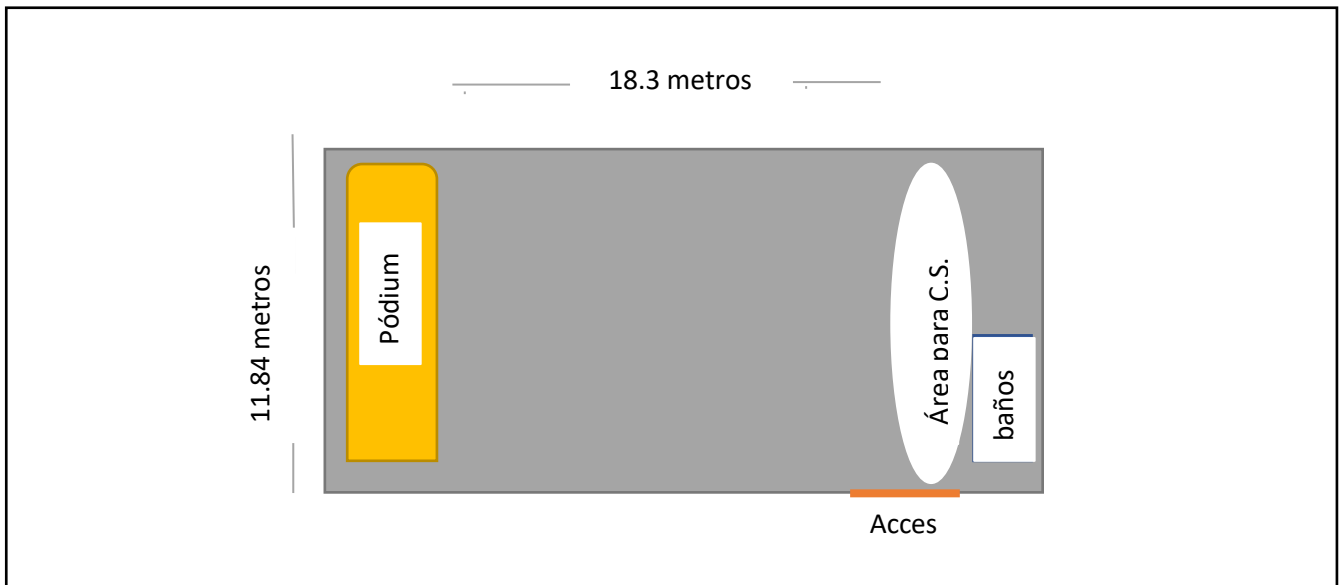 18.3 metros
11.84 metros
Pódium
Área para C.S.
baños
Acces